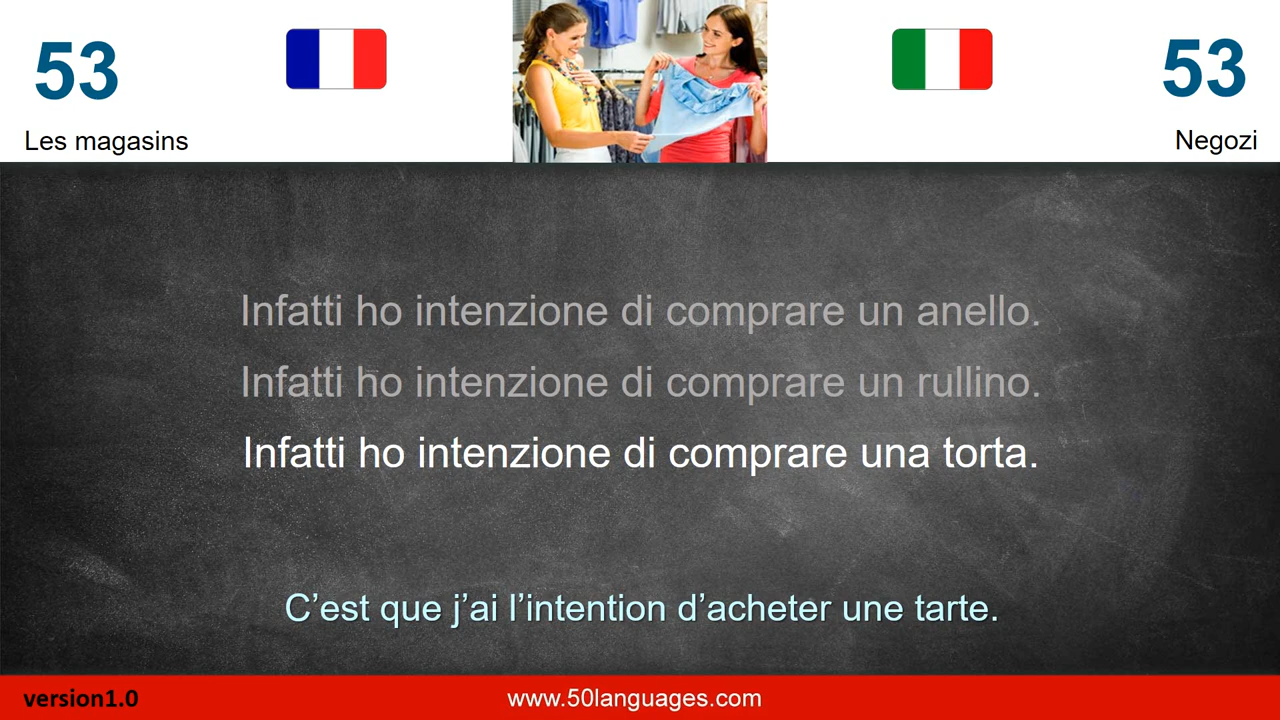 53
53
Les magasins
Negozi
Infatti ho intenzione di comprare un anello.
Infatti ho intenzione di comprare un rullino.
Infatti ho intenzione di comprare una torta.
C’est que j’ai l’intention d’acheter une tarte.
version1.0
www.50languages.com